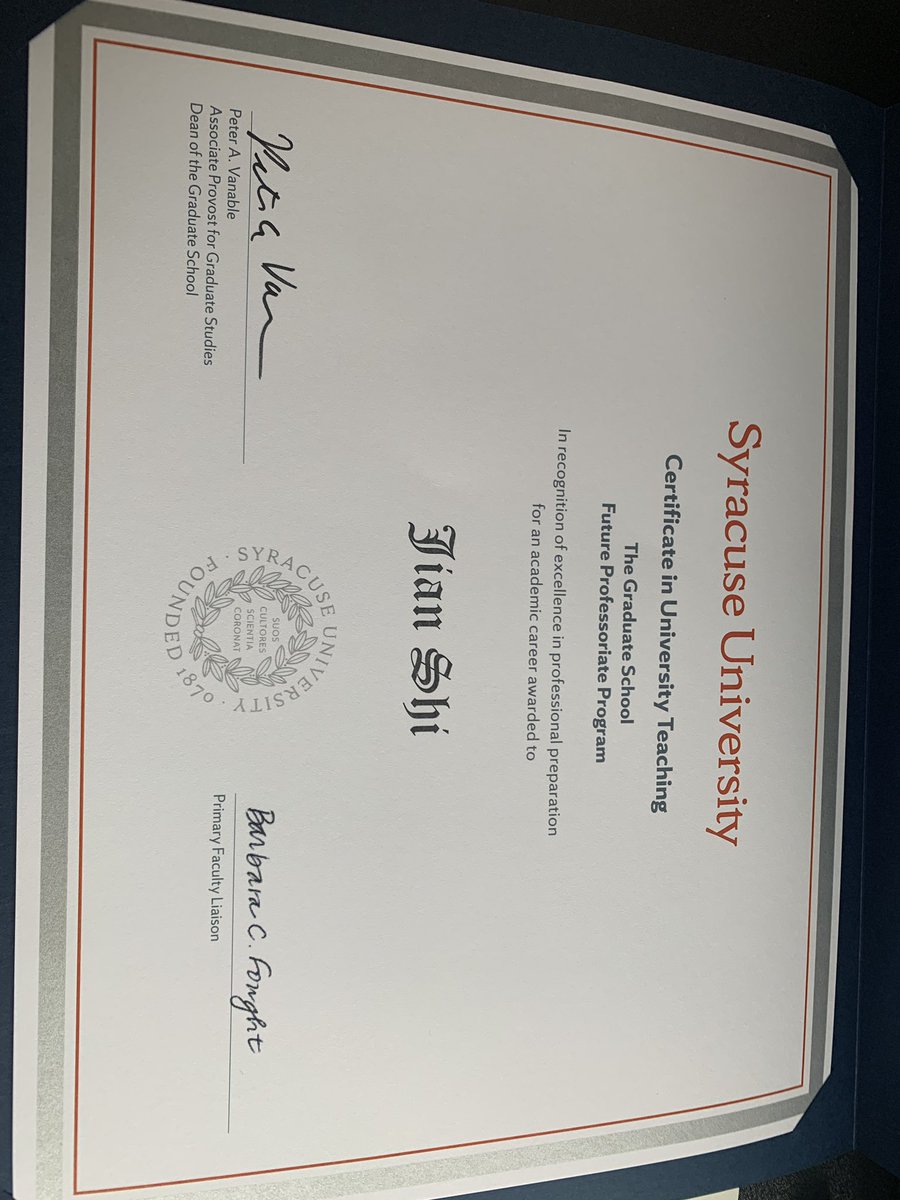 Syracuse University
Certificate in University Teaching
The Graduate School
Future Professoriate Program
In recognition of excellence in professional preparation
for an academic career awarded to
Jian Shi
Peter A. Vanable
Associate Provost for Graduate Studies
Dean of the Graduate School
SYRACUSE UNIVERSITY · FOUNDED 1870 ·
SUOS
CULTORES
SCIENTIA
CORONAT
Barbara C. Fought
Primary Faculty Liaison